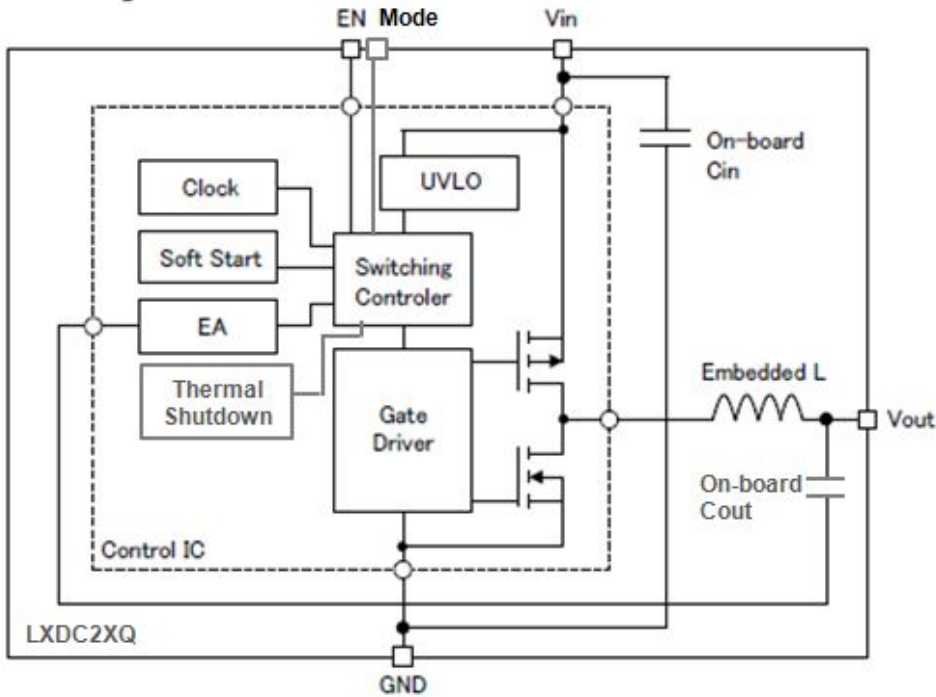 EN Mode Vin
On-board
Cin
Clock
UVLO
Soft Start
Switching
Controler
EA
Thermal
Shutdown
Gate
Driver
Embedded L
Vout
On-board
Cout
Control IC
LXDC2XQ
GND